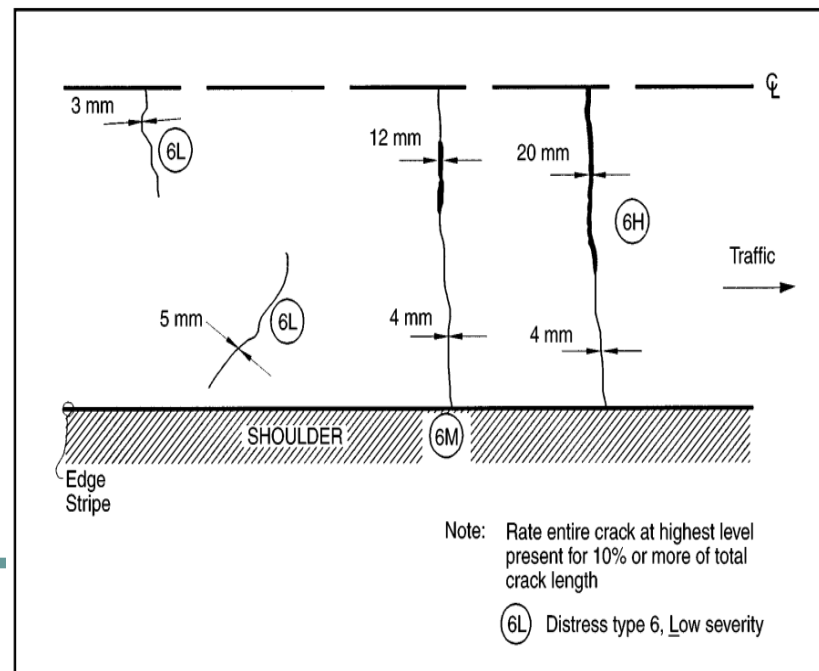 ℄
3 mm
6L
12 mm
20 mm
6H
Traffic
5 mm
6L
4 mm
4 mm
SHOULDER
6M
Edge
Stripe
Note: Rate entire crack at highest level
present for 10% or more of total
crack length
6L Distress type 6, Low severity